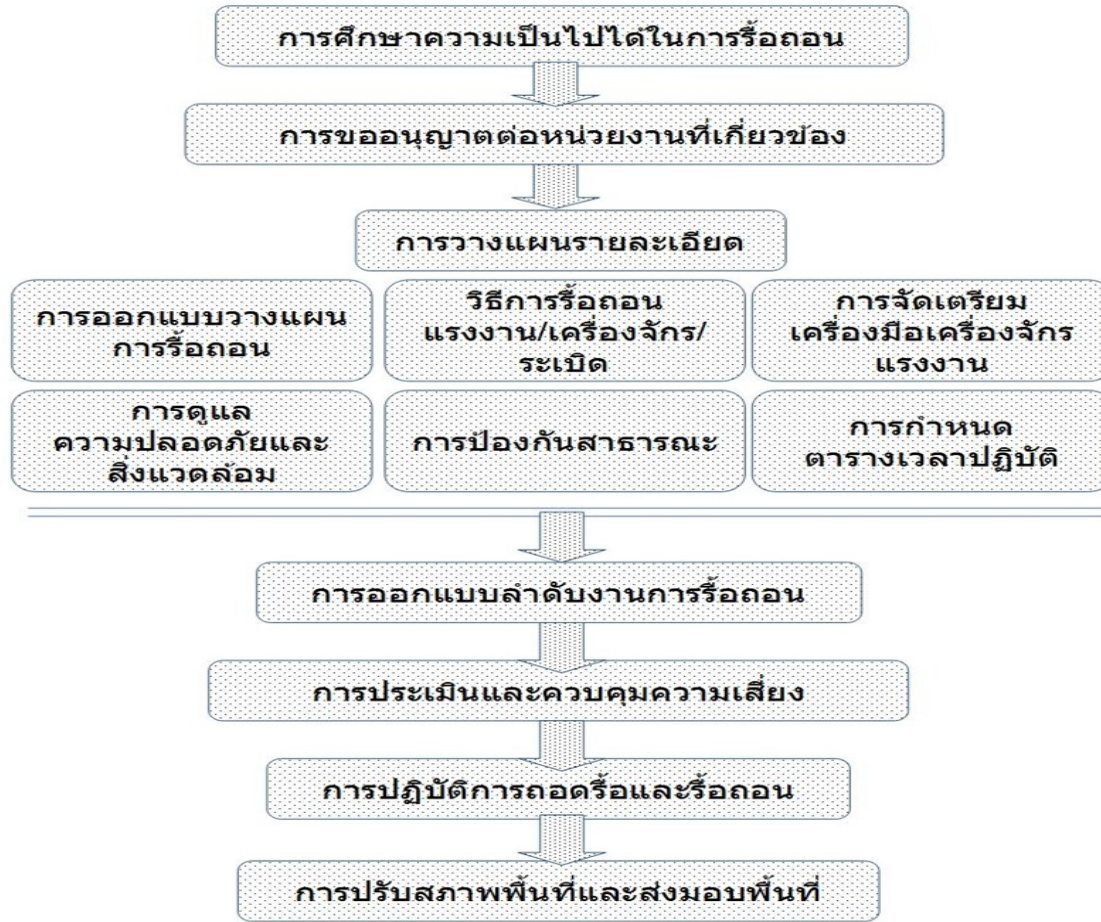 การศึกษาความเป็นไปได้ในการรื้อถอน
การขออนุญาตต่อหน่วยงานที่เกี่ยวข้อง
การวางแผนรายละเอียด
การออกแบบวางแผน
การรื้อถอน
วิธีการรื้อถอน
แรงงาน/เครื่องจักร/
ระเบิด
การจัดเตรียม
เครื่องมือเครื่องจักร
แรงงาน
การดูแล
ความปลอดภัยและ
สิ่งแวดล้อม
การป้องกันสาธารณะ
การกำหนด
ตารางเวลาปฏิบัติ
การออกแบบลำดับงานการรื้อถอน
การประเมินและควบคุมความเสี่ยง
การปฏิบัติการถอดรื้อและรื้อถอน
การปรับสภาพพื้นที่และส่งมอบพื้นที่